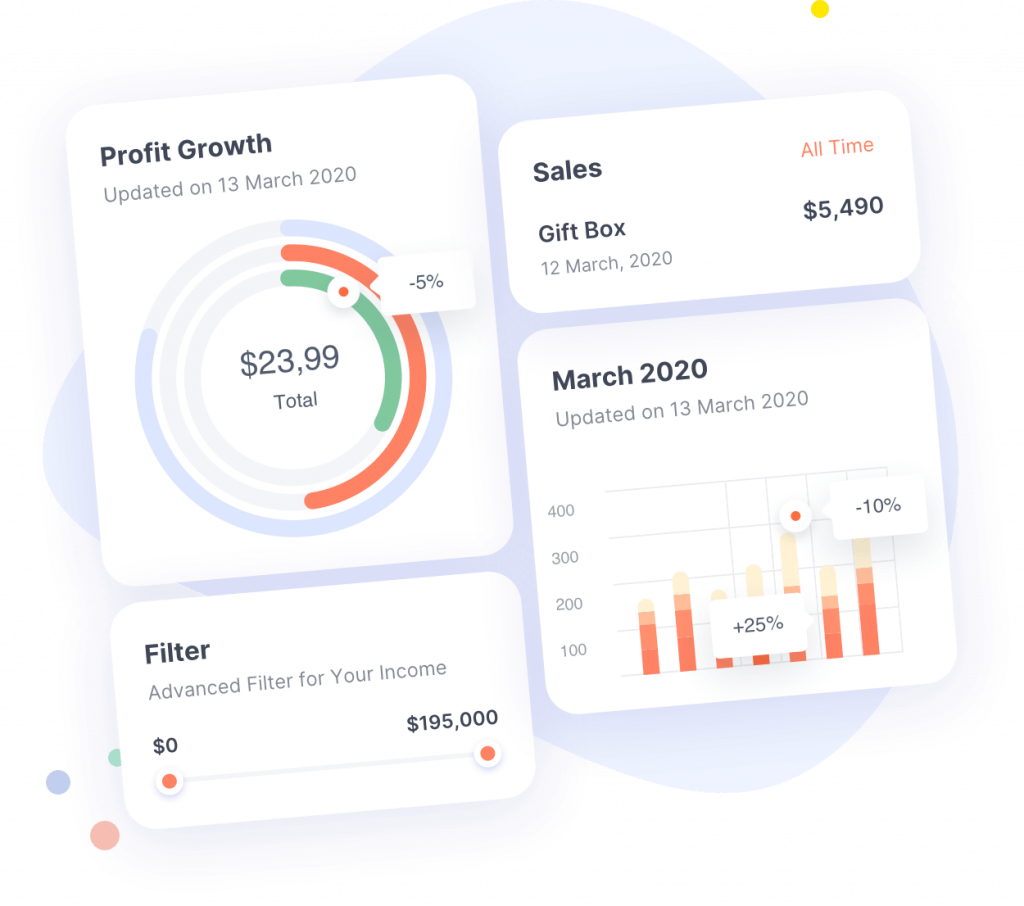 Profit Growth
Updated on 13 March 2020
-5%
$23,99
Total
Sales
All Time
Gift Box
$5,490
12 March, 2020
March 2020
Updated on 13 March 2020
400
300
200
100
-10%
+25%
Filter
Advanced Filter for Your Income
$0
$195,000